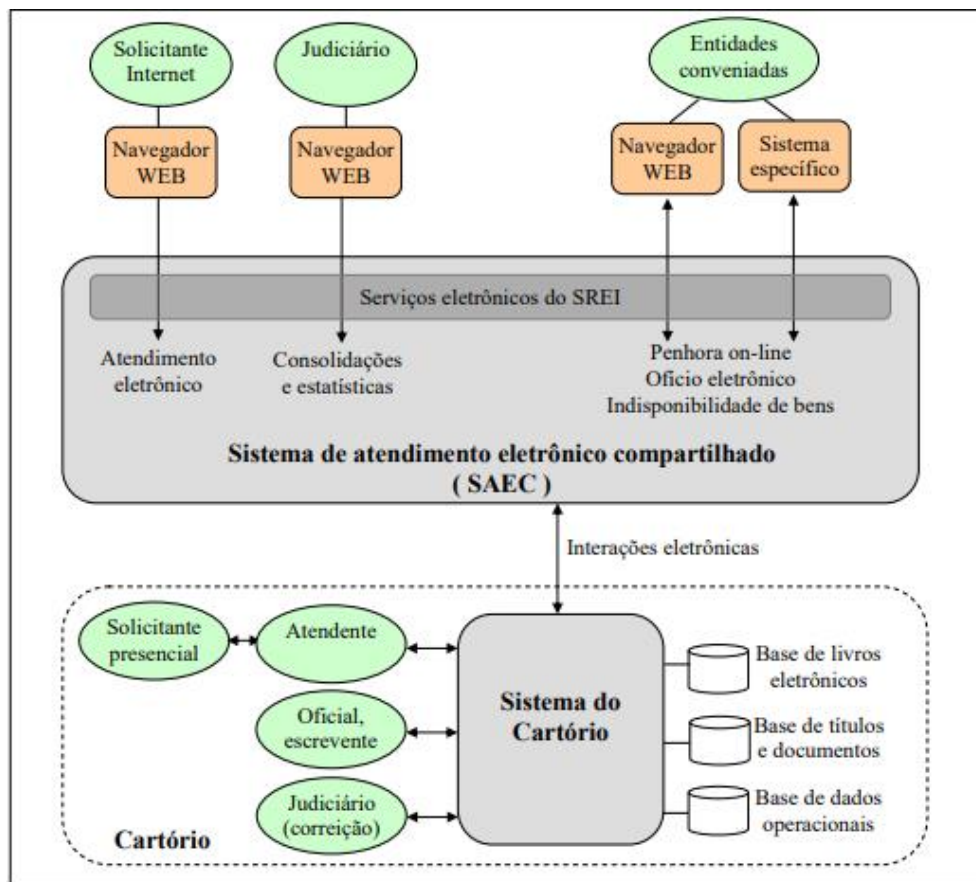 Solicitante
Internet
Judiciário
Entidades
conveniadas
Navegador
WEB
Navegador
WEB
Navegador
WEB
Sistema
específico
Serviços eletrônicos do SREI
Atendimento
eletrônico
Consolidações
e estatísticas
Penhora on-line
Ofício eletrônico
Indisponibilidade de bens
Sistema de atendimento eletrônico compartilhado
( SAEC )
Interações eletrônicas
Solicitante
presencial
Atendente
Oficial,
escrevente
Judiciário
(correição)
Cartório
Sistema do
Cartório
Base de livros
eletrônicos
Base de títulos
e documentos
Base de dados
operacionais